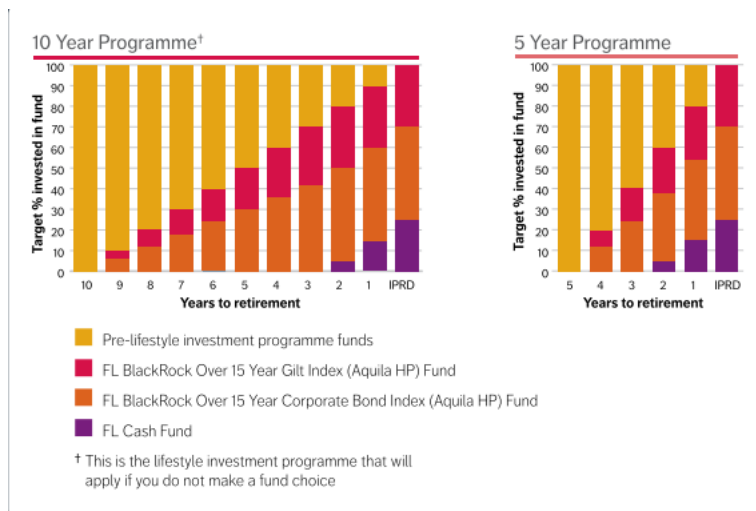 10 Year Programme†
100
90
80
70
60
50
40
30
20
10
0
Target % invested in fund
10 9 8 7 6 5 4 3 2 1 IPRD
Years to retirement
5 Year Programme
100
90
80
70
60
50
40
30
20
10
0
Target % invested in fund
5 4 3 2 1 IPRD
Years to retirement
Pre-lifestyle investment programme funds
FL BlackRock Over 15 Year Gilt Index (Aquila HP) Fund
FL BlackRock Over 15 Year Corporate Bond Index (Aquila HP) Fund
FL Cash Fund
† This is the lifestyle investment programme that will
apply if you do not make a fund choice